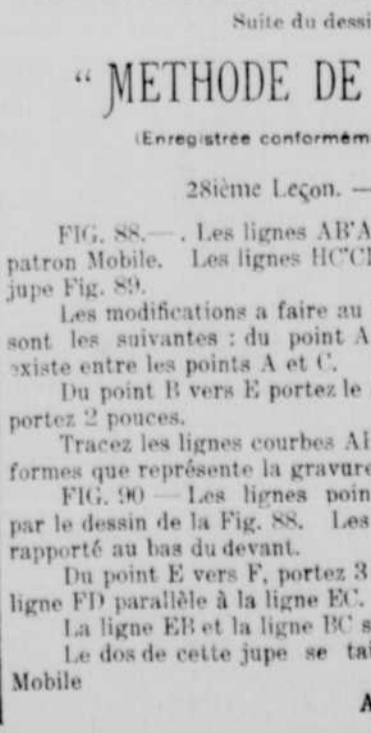 Suite du dessi
“ METHODE DE
(Enregistrée conformém
28ième Leçon. —
FIG. 88.— . Les lignes AB'A
patron Mobile. Les lignes HC'CI
jupe Fig. 89.
Les modifications a faire au
sont les suivantes : du point A
existe entre les points A et C.
Du point B vers E portez le
portez 2 pouces.
Tracez les lignes courbes AI
formes que représente la gravure
FIG. 90 — Les lignes poin
par le dessin de la Fig. 88. Les
rapporté au bas du devant.
Du point E vers F, portez 3
ligne FD parallèle à la ligne EC.
La ligne EB et la ligne BC s
Le dos de cette jupe se tai
Mobile
A